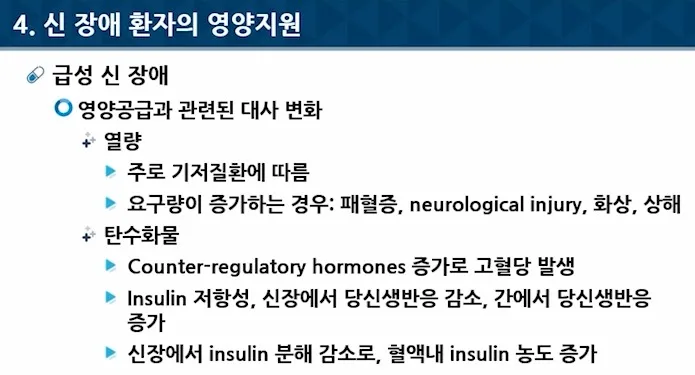 4. 신 장애 환자의 영양지원
급성 신 장애
영양공급과 관련된 대사 변화
열량
주로 기저질환에 따름
요구량이 증가하는 경우: 패혈증, neurological injury, 화상, 상해
탄수화물
Counter-regulatory hormones 증가로 고혈당 발생
Insulin 저항성, 신장에서 당신생반응 감소, 간에서 당신생반응
증가
신장에서 insulin 분해 감소로, 혈액내 insulin 농도 증가